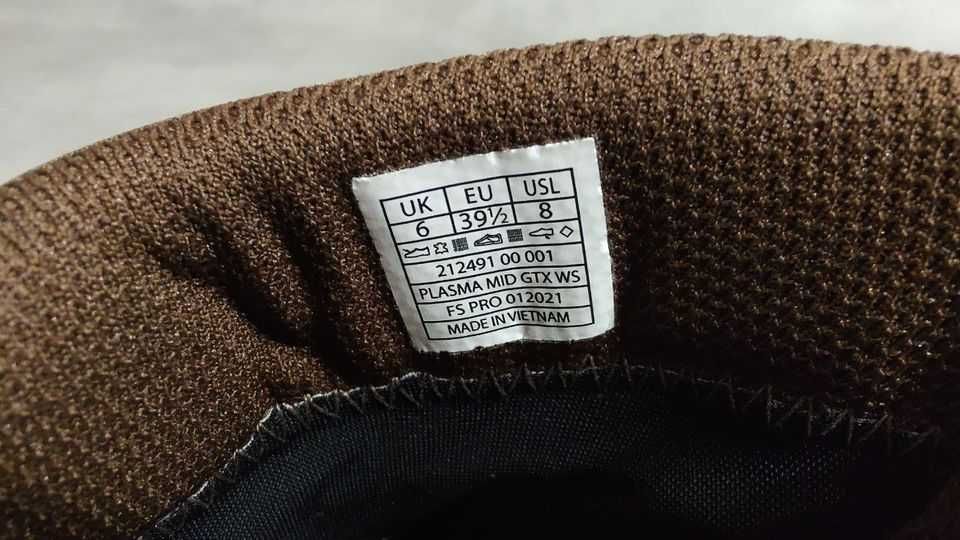 UK EU USL
6 39½ 8
212491 00 001
PLASMA MID GTX WS
FS PRO 012021
MADE IN VIETNAM